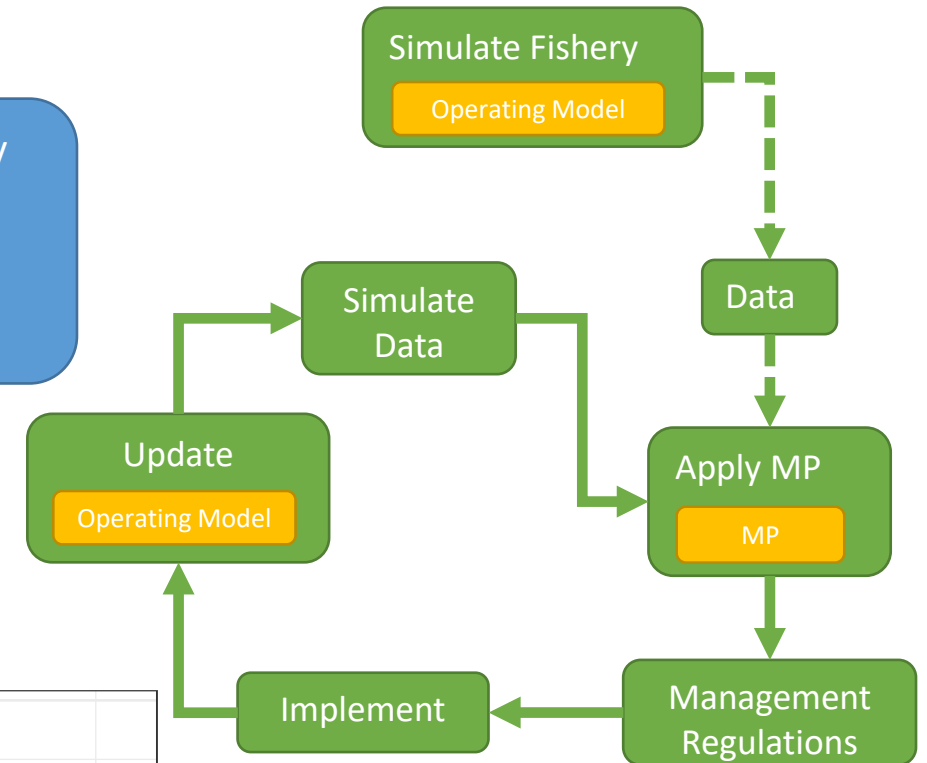 Simulate Fishery
Operating Model
Simulate
Data
Data
Update
Operating Model
Apply MP
MP
Implement
Management
Regulations